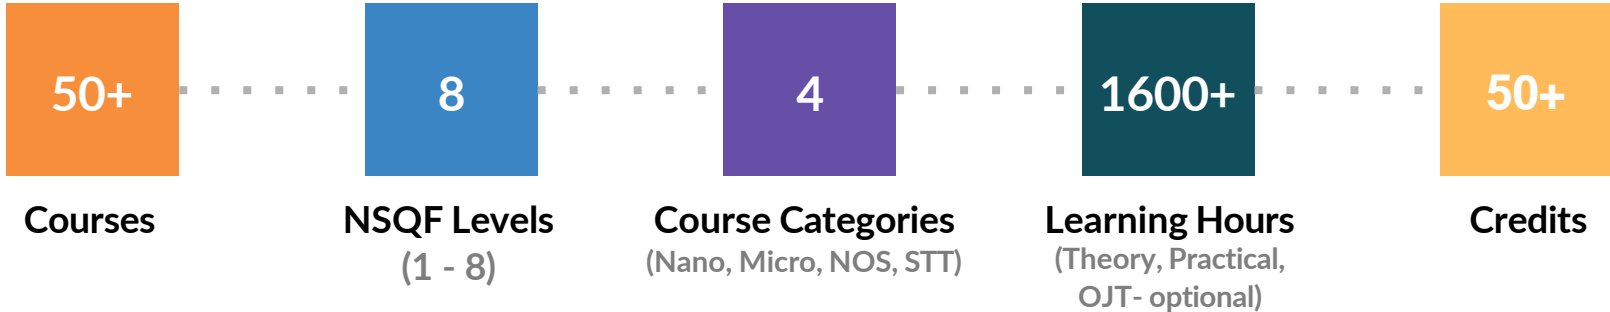 50+
8
4
1600+
50+
Courses
NSQF Levels
(1 - 8)
Course Categories
(Nano, Micro, NOS, STT)
Learning Hours
(Theory, Practical,
OJT- optional)
Credits